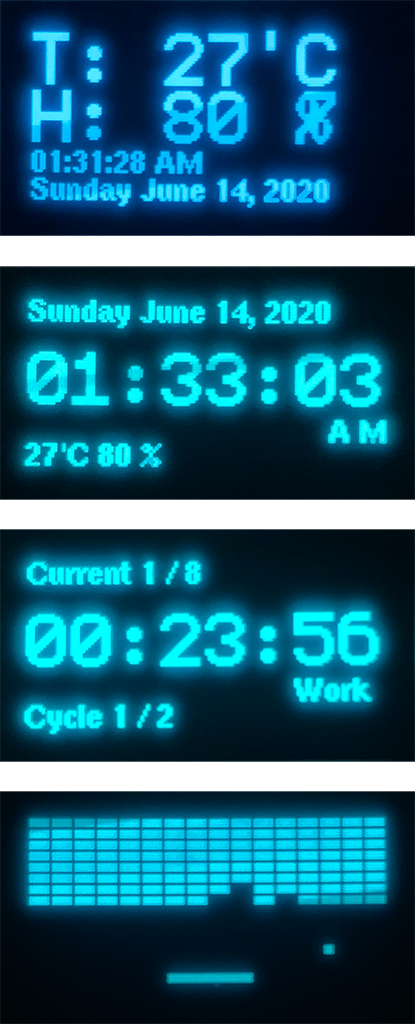 T: 27'C
H: 80 %
01:31:28 AM
Sunday June 14, 2020
Sunday June 14, 2020
01:33:03
AM
27'C 80 %
Current 1 / 8
00:23:56
Work
Cycle 1 / 2